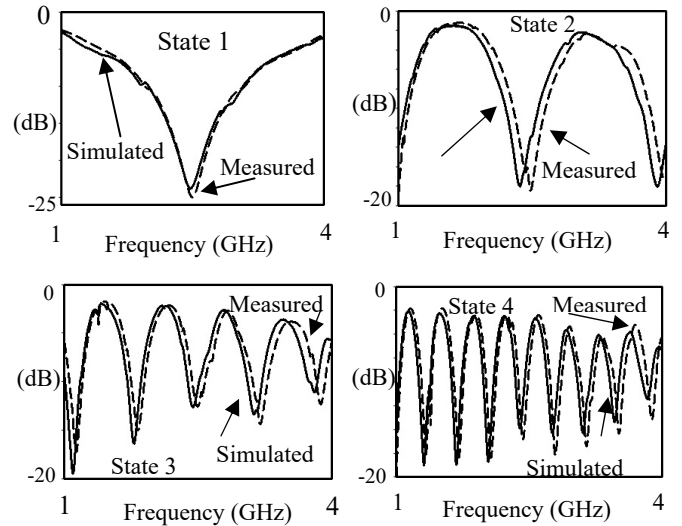 0
State 1
(dB)
Simulated
Measured
-25
1
4
Frequency (GHz)
0
State 2
(dB)
Measured
-20
1
4
Frequency (GHz)
0
Measured
(dB)
Simulated
State 3
-20
1
4
Frequency (GHz)
0
State 4
Measured
(dB)
Simulated
-20
1
4
Frequency (GHz)